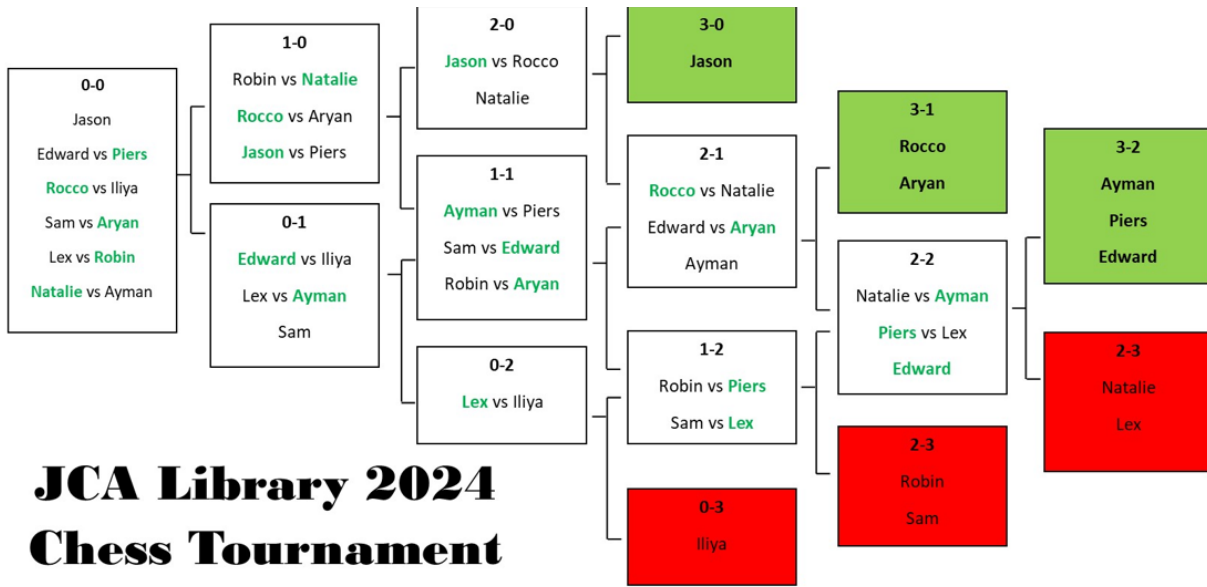 0-0
Jason
Edward vs Piers
Rocco vs Iliya
Sam vs Aryan
Lex vs Robin
Natalie vs Ayman
1-0
Robin vs Natalie
Rocco vs Aryan
Jason vs Piers
0-1
Edward vs Iliya
Lex vs Ayman
Sam
2-0
Jason vs Rocco
Natalie
1-1
Ayman vs Piers
Sam vs Edward
Robin vs Aryan
0-2
Lex vs Iliya
3-0
Jason
2-1
Rocco vs Natalie
Edward vs Aryan
Ayman
1-2
Robin vs Piers
Sam vs Lex
0-3
Iliya
3-1
Rocco
Aryan
2-2
Natalie vs Ayman
Piers vs Lex
Edward
2-3
Robin
Sam
3-2
Ayman
Piers
Edward
2-3
Natalie
Lex
JCA Library 2024
Chess Tournament